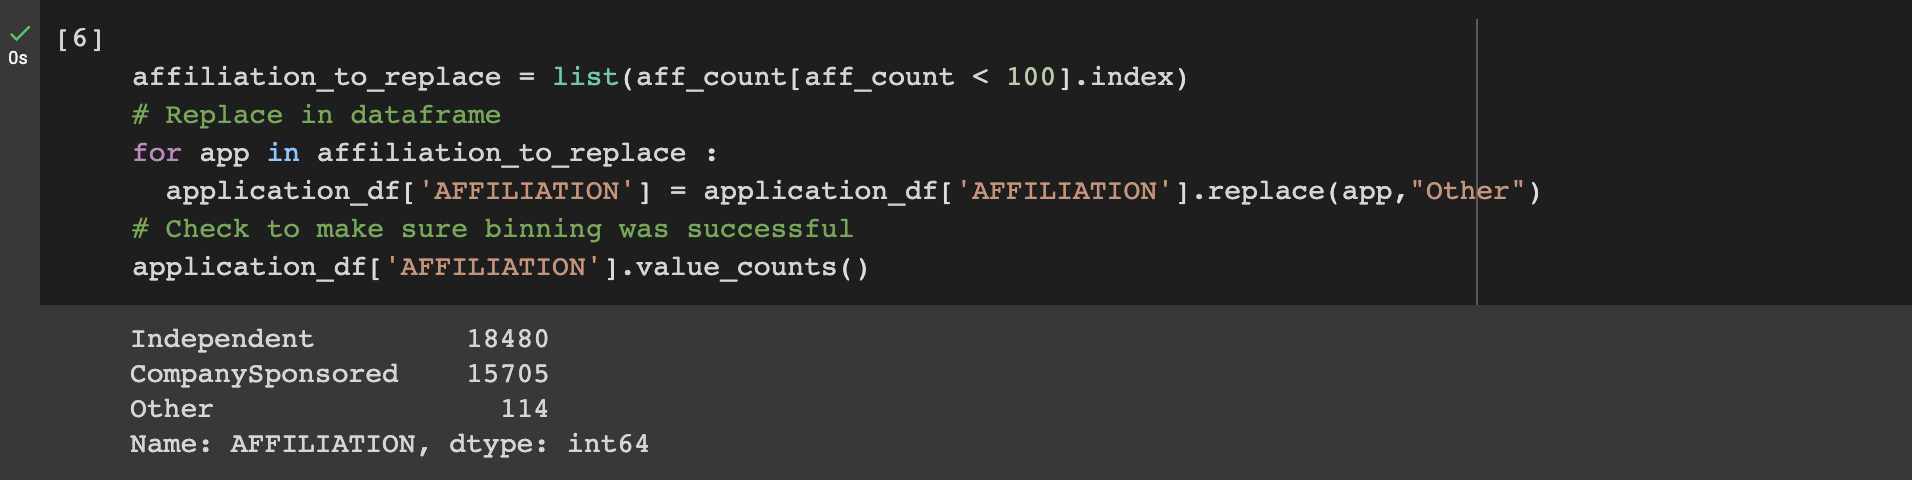 [6]
0s
affiliation_to_replace = list(aff_count[aff_count < 100].index)
# Replace in dataframe
for app in affiliation_to_replace :
  application_df['AFFILIATION'] = application_df['AFFILIATION'].replace(app,"Other")
# Check to make sure binning was successful
application_df['AFFILIATION'].value_counts()
Independent         18480
CompanySponsored    15705
Other                 114
Name: AFFILIATION, dtype: int64